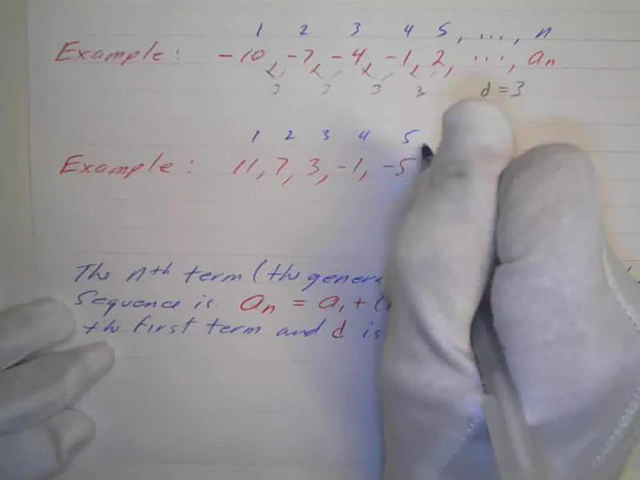 1 2 3 4 5, ..., n
Example: -10, -7, -4, -1, 2, ..., an
3 3 3 3 d = 3
1 2 3 4 5
Example: 11, 7, 3, -1, -5
The nth term (the genera
Sequence is an = a1 + (
the first term and d is